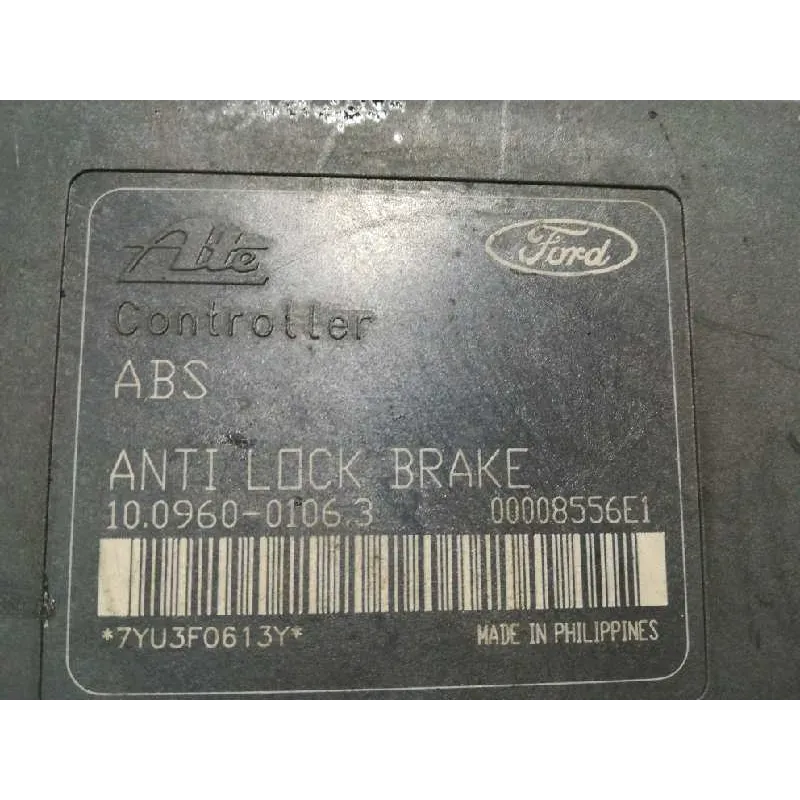 Ate
Ford
Controller
ABS
ANTI LOCK BRAKE
10.0960-0106.3 00008556E1
*7YU3F0613Y* MADE IN PHILIPPINES